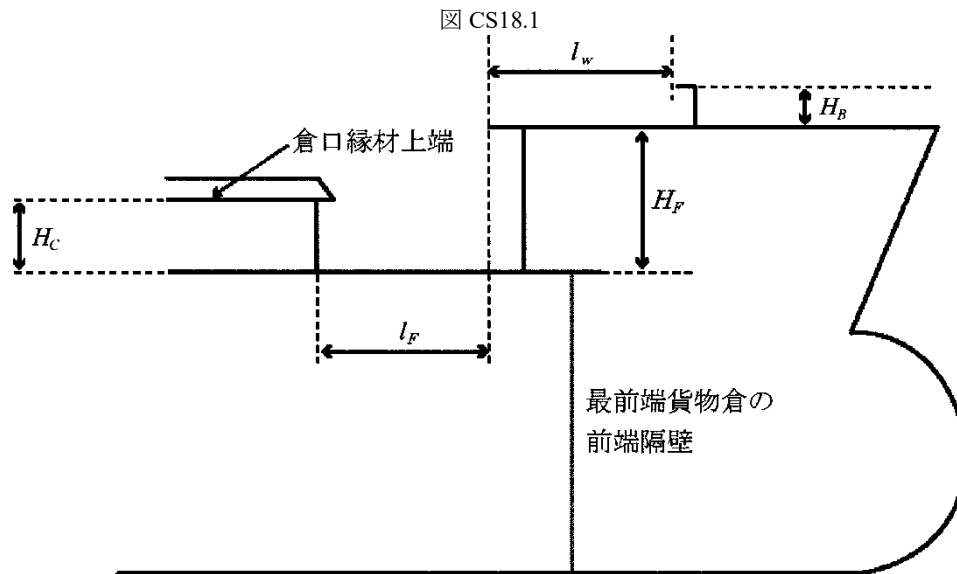 図 CS18.1
l_w
H_B
倉口縁材上端
H_F
H_C
l_F
最前端貨物倉の
前端隔壁